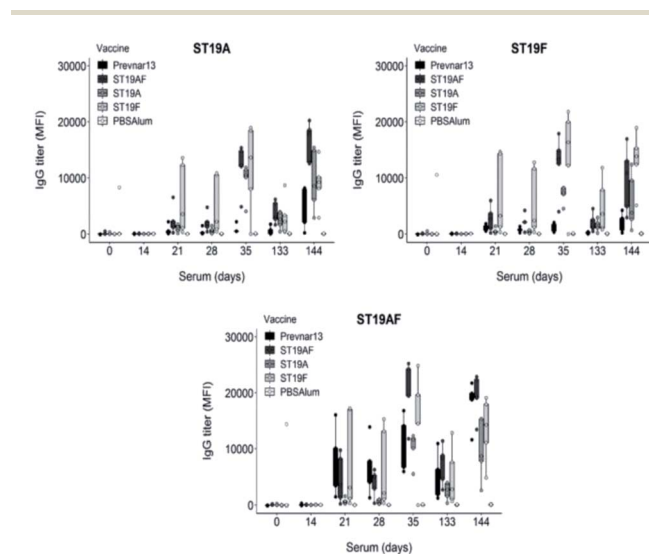 Vaccine
ST19A
Prevnar13
ST19AF
ST19A
ST19F
PBSAlum
30000
20000
10000
0
IgG titer (MFI)
0 14 21 28 35 133 144
Serum (days)
Vaccine
ST19F
Prevnar13
ST19AF
ST19A
ST19F
PBSAlum
30000
20000
10000
0
IgG titer (MFI)
0 14 21 28 35 133 144
Serum (days)
Vaccine
ST19AF
Prevnar13
ST19AF
ST19A
ST19F
PBSAlum
30000
20000
10000
0
IgG titer (MFI)
0 14 21 28 35 133 144
Serum (days)